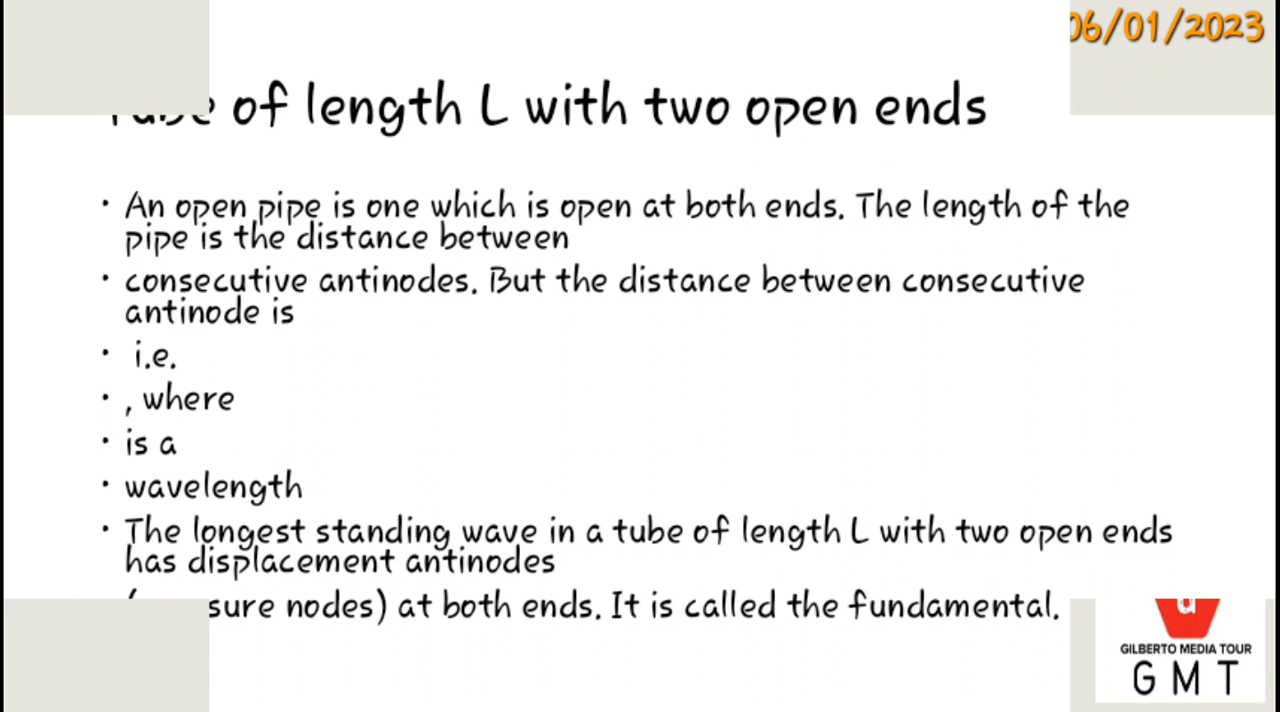 06/01/2023
Tube of length L with two open ends
• An open pipe is one which is open at both ends. The length of the
pipe is the distance between
• consecutive antinodes. But the distance between consecutive
antinode is
• i.e.
• , where
• is a
• wavelength
• The longest standing wave in a tube of length L with two open ends
has displacement antinodes
sure nodes) at both ends. It is called the fundamental.
GILBERTO MEDIA TOUR
G M T